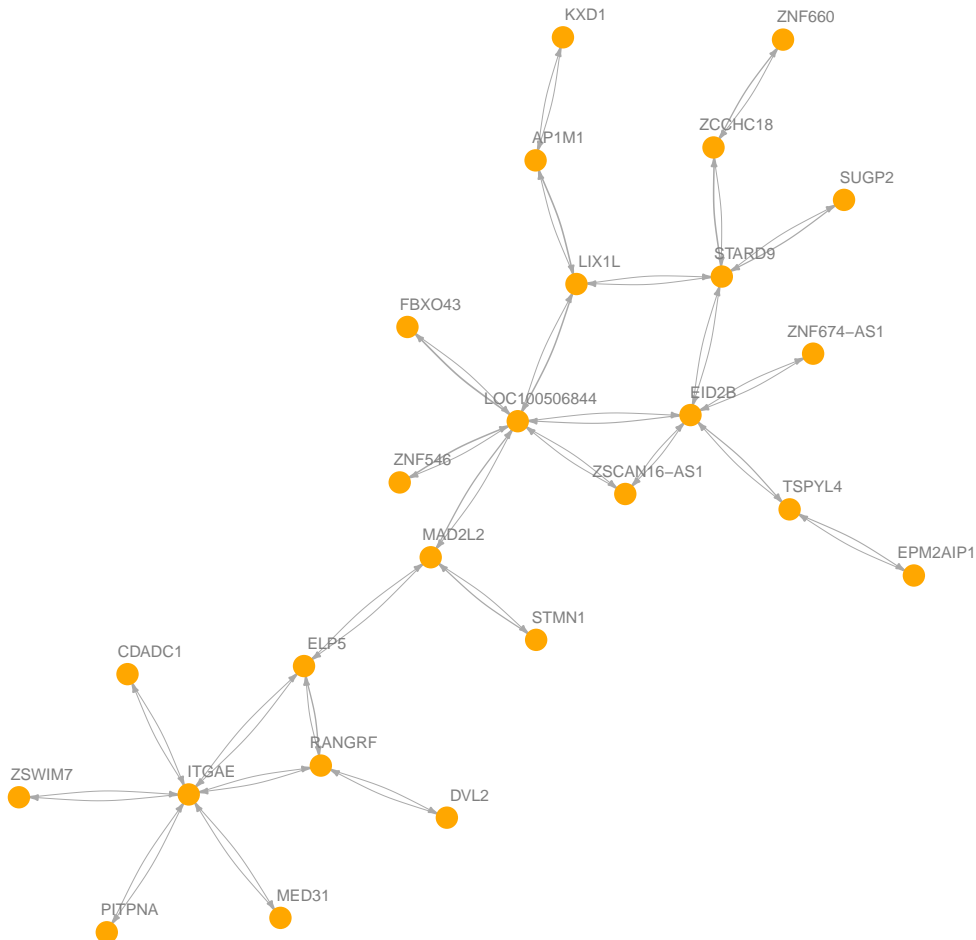 KXD1
ZNF660
AP1M1
ZCCHC18
SUGP2
STARD9
LIX1L
FBXO43
ZNF674−AS1
EID2B
LOC100506844
ZNF546
ZSCAN16−AS1
TSPYL4
MAD2L2
EPM2AIP1
STMN1
ELP5
CDADC1
RANGRF
ITGAE
ZSWIM7
DVL2
MED31
PITPNA